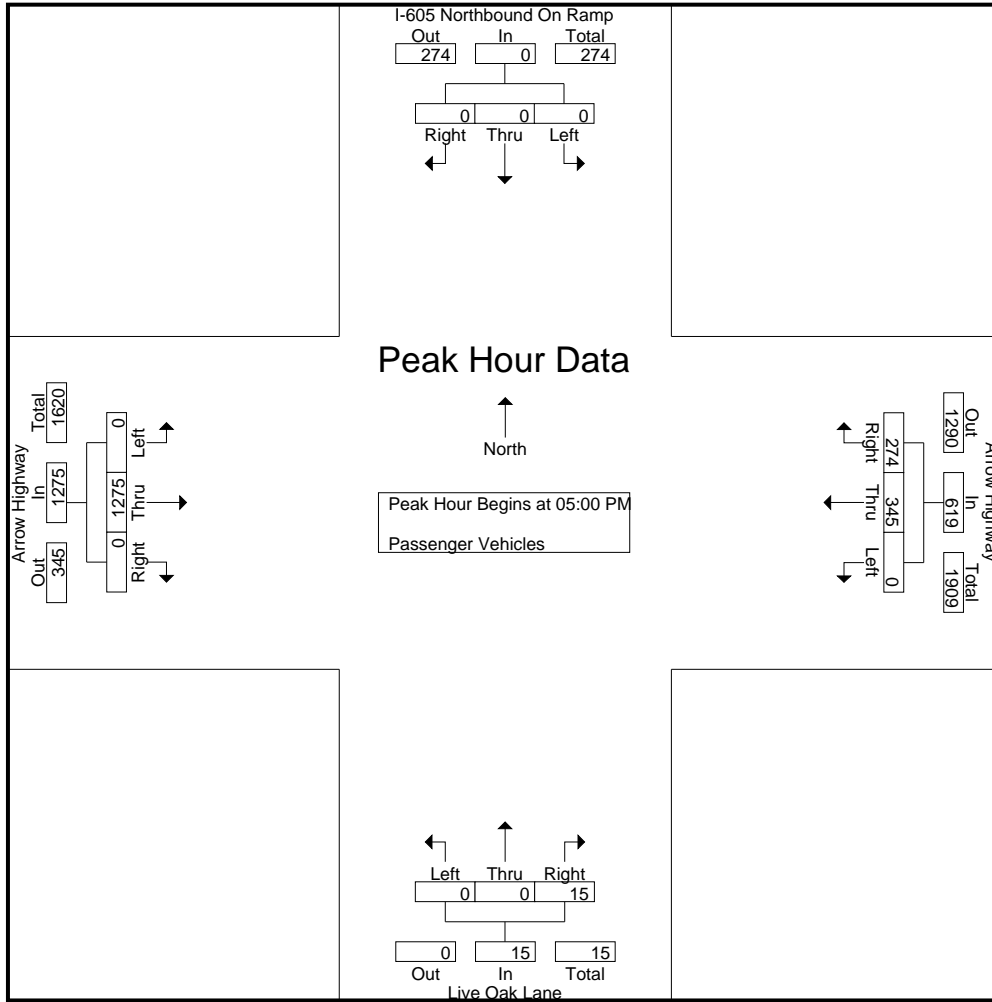 I-605 Northbound On Ramp
Out In Total
274 0 274
0 0 0
Right Thru Left
Peak Hour Data
North
Peak Hour Begins at 05:00 PM
Passenger Vehicles
Arrow Highway
Total In Out
1620 1275 345
0 1275 0
Left Thru Right
Arrow Highway
Out In Total
1290 619 1909
274 345 0
Right Thru Left
Left Thru Right
0 0 15
0 15 15
Out In Total
Live Oak Lane